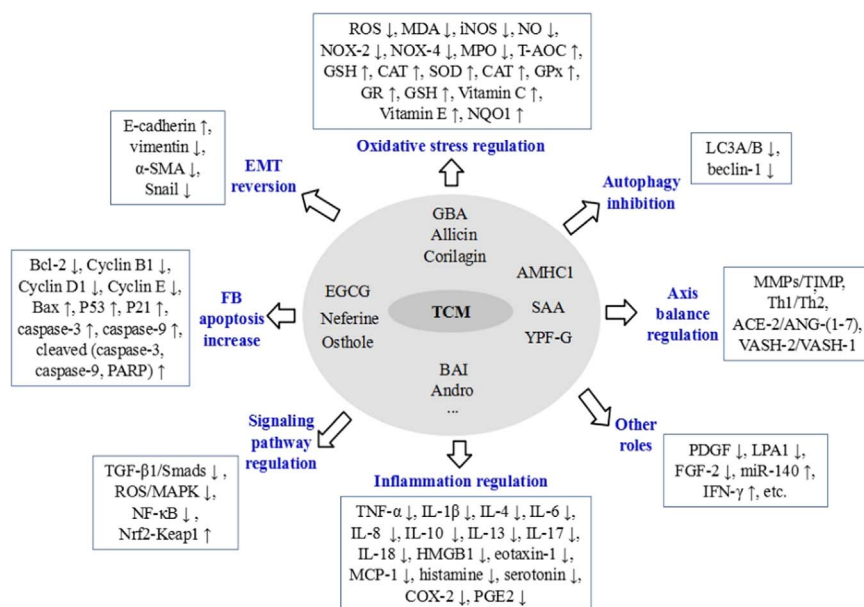 ROS ↓, MDA ↓, iNOS ↓, NO ↓,
NOX-2 ↓, NOX-4 ↓, MPO ↓, T-AOC ↑,
GSH ↑, CAT ↑, SOD ↑, CAT ↑, GPx ↑,
GR ↑, GSH ↑, Vitamin C ↑,
Vitamin E ↑, NQO1 ↑
Oxidative stress regulation
E-cadherin ↑,
vimentin ↓,
α-SMA ↓,
Snail ↓
EMT
reversion
LC3A/B ↓,
beclin-1 ↓
Autophagy
inhibition
GBA
Allicin
Corilagin
AMHC1
SAA
YPF-G
EGCG
Neferine
Osthole
TCM
BAI
Andro
...
Bcl-2 ↓, Cyclin B1 ↓,
Cyclin D1 ↓, Cyclin E ↓,
Bax ↑, P53 ↑, P21 ↑,
caspase-3 ↑, caspase-9 ↑,
cleaved (caspase-3,
caspase-9, PARP) ↑
FB
apoptosis
increase
Axis
balance
regulation
MMPs/TIMP,
Th1/Th2,
ACE-2/ANG-(1-7),
VASH-2/VASH-1
Signaling
pathway
regulation
TGF-β1/Smads ↓,
ROS/MAPK ↓,
NF-κB ↓,
Nrf2-Keap1 ↑
Other
roles
PDGF ↓, LPA1 ↓,
FGF-2 ↓, miR-140 ↑,
IFN-γ ↑, etc.
Inflammation regulation
TNF-α ↓, IL-1β ↓, IL-4 ↓, IL-6 ↓,
IL-8 ↓, IL-10 ↓, IL-13 ↓, IL-17 ↓,
IL-18 ↓, HMGB1 ↓, eotaxin-1 ↓,
MCP-1 ↓, histamine ↓, serotonin ↓,
COX-2 ↓, PGE2 ↓